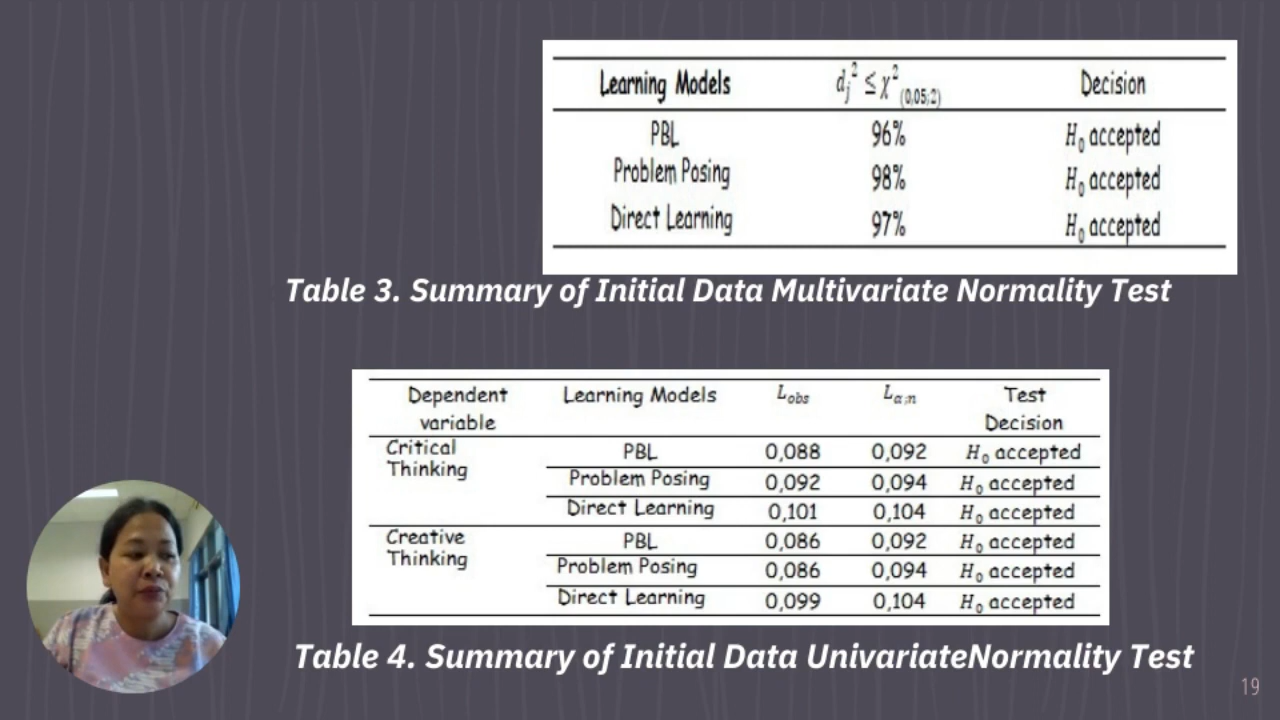 Learning Models d_j^2 ≤ χ^2_(0,05;2) Decision
PBL 96% H_0 accepted
Problem Posing 98% H_0 accepted
Direct Learning 97% H_0 accepted
Table 3. Summary of Initial Data Multivariate Normality Test
Dependent variable Learning Models L_obs L_α;n Test Decision
Critical Thinking PBL 0,088 0,092 H_0 accepted
Problem Posing 0,092 0,094 H_0 accepted
Direct Learning 0,101 0,104 H_0 accepted
Creative Thinking PBL 0,086 0,092 H_0 accepted
Problem Posing 0,086 0,094 H_0 accepted
Direct Learning 0,099 0,104 H_0 accepted
Table 4. Summary of Initial Data UnivariateNormality Test
19